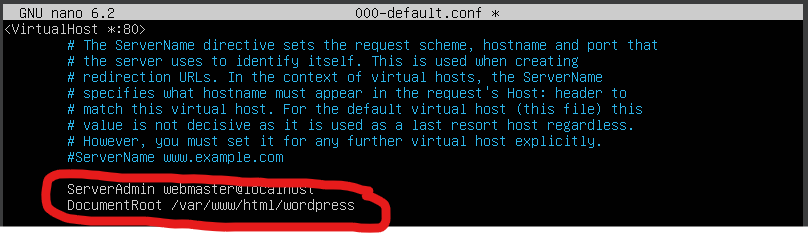 GNU nano 6.2 000-default.conf *
<VirtualHost *:80>
# The ServerName directive sets the request scheme, hostname and port that
# the server uses to identify itself. This is used when creating
# redirection URLs. In the context of virtual hosts, the ServerName
# specifies what hostname must appear in the request's Host: header to
# match this virtual host. For the default virtual host (this file) this
# value is not decisive as it is used as a last resort host regardless.
# However, you must set it for any further virtual host explicitly.
#ServerName www.example.com
ServerAdmin webmaster@localhost
DocumentRoot /var/www/html/wordpress